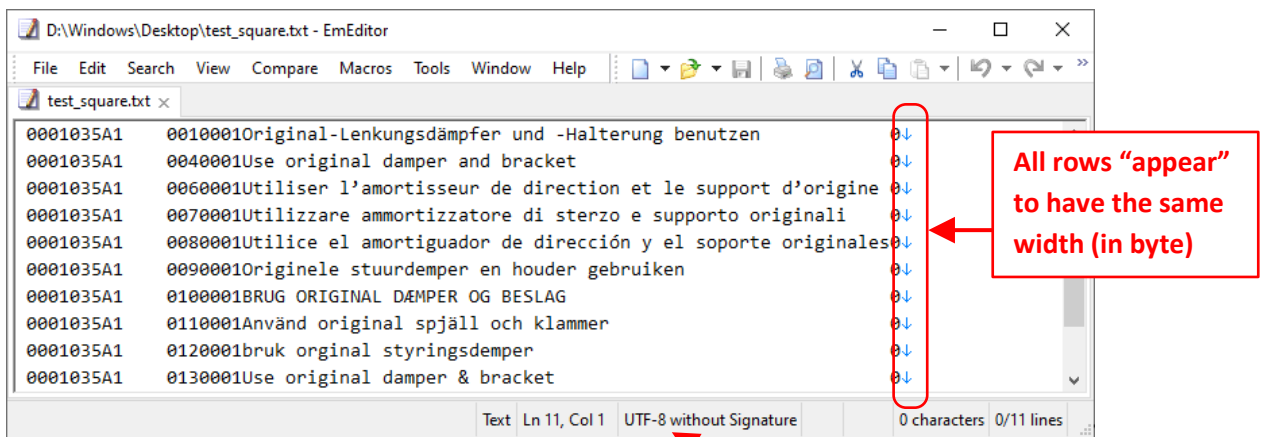 D:\Windows\Desktop\test_square.txt - EmEditor
File Edit Search View Compare Macros Tools Window Help
test_square.txt
0001035A1 0010001Original-Lenkungsdämpfer und -Halterung benutzen 0↓
0001035A1 0040001Use original damper and bracket 0↓
0001035A1 0060001Utiliser l’amortisseur de direction et le support d’origine 0↓
0001035A1 0070001Utilizzare ammortizzatore di sterzo e supporto originali 0↓
0001035A1 0080001Utilice el amortiguador de dirección y el soporte originales0↓
0001035A1 0090001Originele stuurdemper en houder gebruiken 0↓
0001035A1 0100001BRUG ORIGINAL DÆMPER OG BESLAG 0↓
0001035A1 0110001Använd original spjäll och klammer 0↓
0001035A1 0120001bruk orginal styringsdemper 0↓
0001035A1 0130001Use original damper & bracket 0↓
All rows “appear”
to have the same
width (in byte)
Text Ln 11, Col 1 UTF-8 without Signature 0 characters 0/11 lines